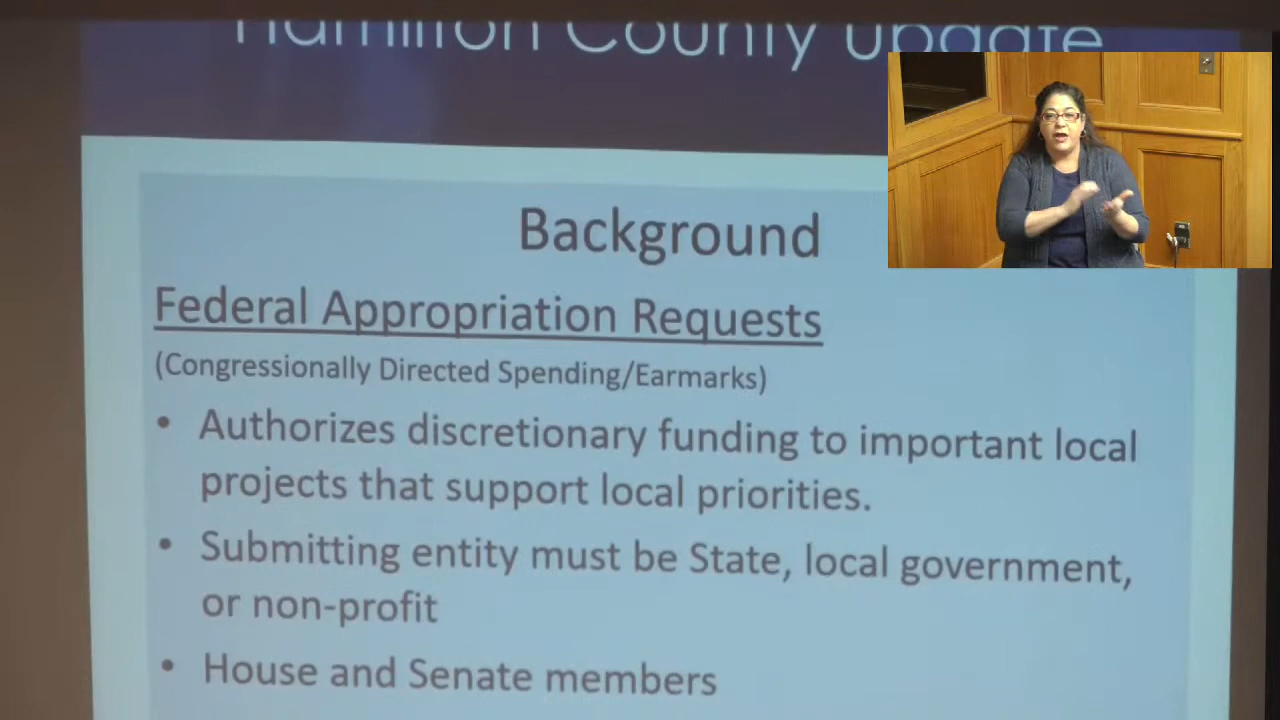 Hamilton County Update
Background
Federal Appropriation Requests
(Congressionally Directed Spending/Earmarks)
• Authorizes discretionary funding to important local
projects that support local priorities.
• Submitting entity must be State, local government,
or non-profit
• House and Senate members